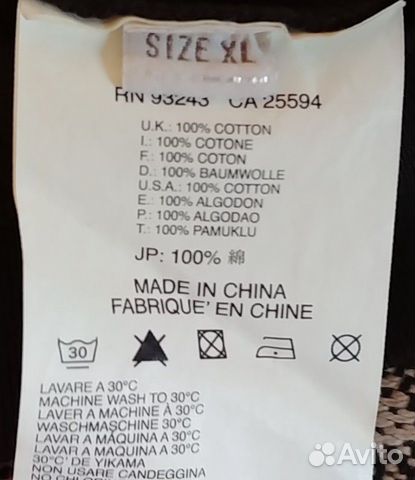 SIZE XL
RN 93243 CA 25594
U.K.: 100% COTTON
I.: 100% COTONE
F.: 100% COTON
D.: 100% BAUMWOLLE
U.S.A.: 100% COTTON
E.: 100% ALGODON
P.: 100% ALGODAO
T.: 100% PAMUKLU
JP: 100% 綿
MADE IN CHINA
FABRIQUE' EN CHINE
30
LAVARE A 30°C
MACHINE WASH TO 30°C
LAVER A MACHINE À 30°C
WASCHMASCHINE 30°C
LAVAR A MÁQUINA A 30°C
LAVAR A MAQUINA A 30°C
30°C' DE YIKAMA
NON USARE CANDEGGINA
Avito